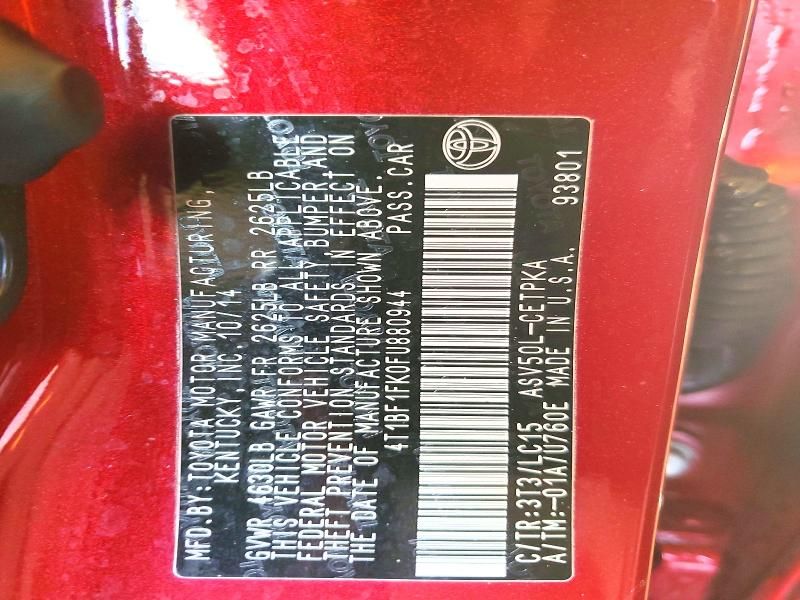 MFD.BY:TOYOTA MOTOR MANUFACTURING,
KENTUCKY, INC. 10/14
GVWR 4630LB GAWR FR 2625LB RR 2625LB
THIS VEHICLE CONFORMS TO ALL APPLICABLE
FEDERAL MOTOR VEHICLE SAFETY, BUMPER, AND
THEFT PREVENTION STANDARDS IN EFFECT ON
THE DATE OF MANUFACTURE SHOWN ABOVE.
4T1BF1FK0FU880944 PASS.CAR
C/TR:3T3/LC15 ASV50L-CETPKA
A/TM:-01A/U760E MADE IN U.S.A. 93801